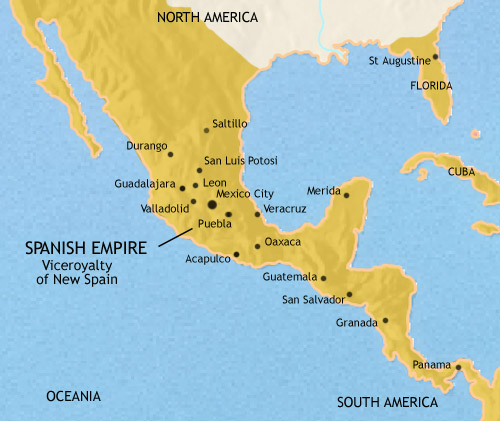 NORTH AMERICA
St Augustine
FLORIDA
Saltillo
Durango
San Luis Potosi
CUBA
Guadalajara
Leon
Mexico City
Merida
Valladolid
Veracruz
Puebla
SPANISH EMPIRE
Viceroyalty
of New Spain
Oaxaca
Acapulco
Guatemala
San Salvador
Granada
Panama
OCEANIA
SOUTH AMERICA